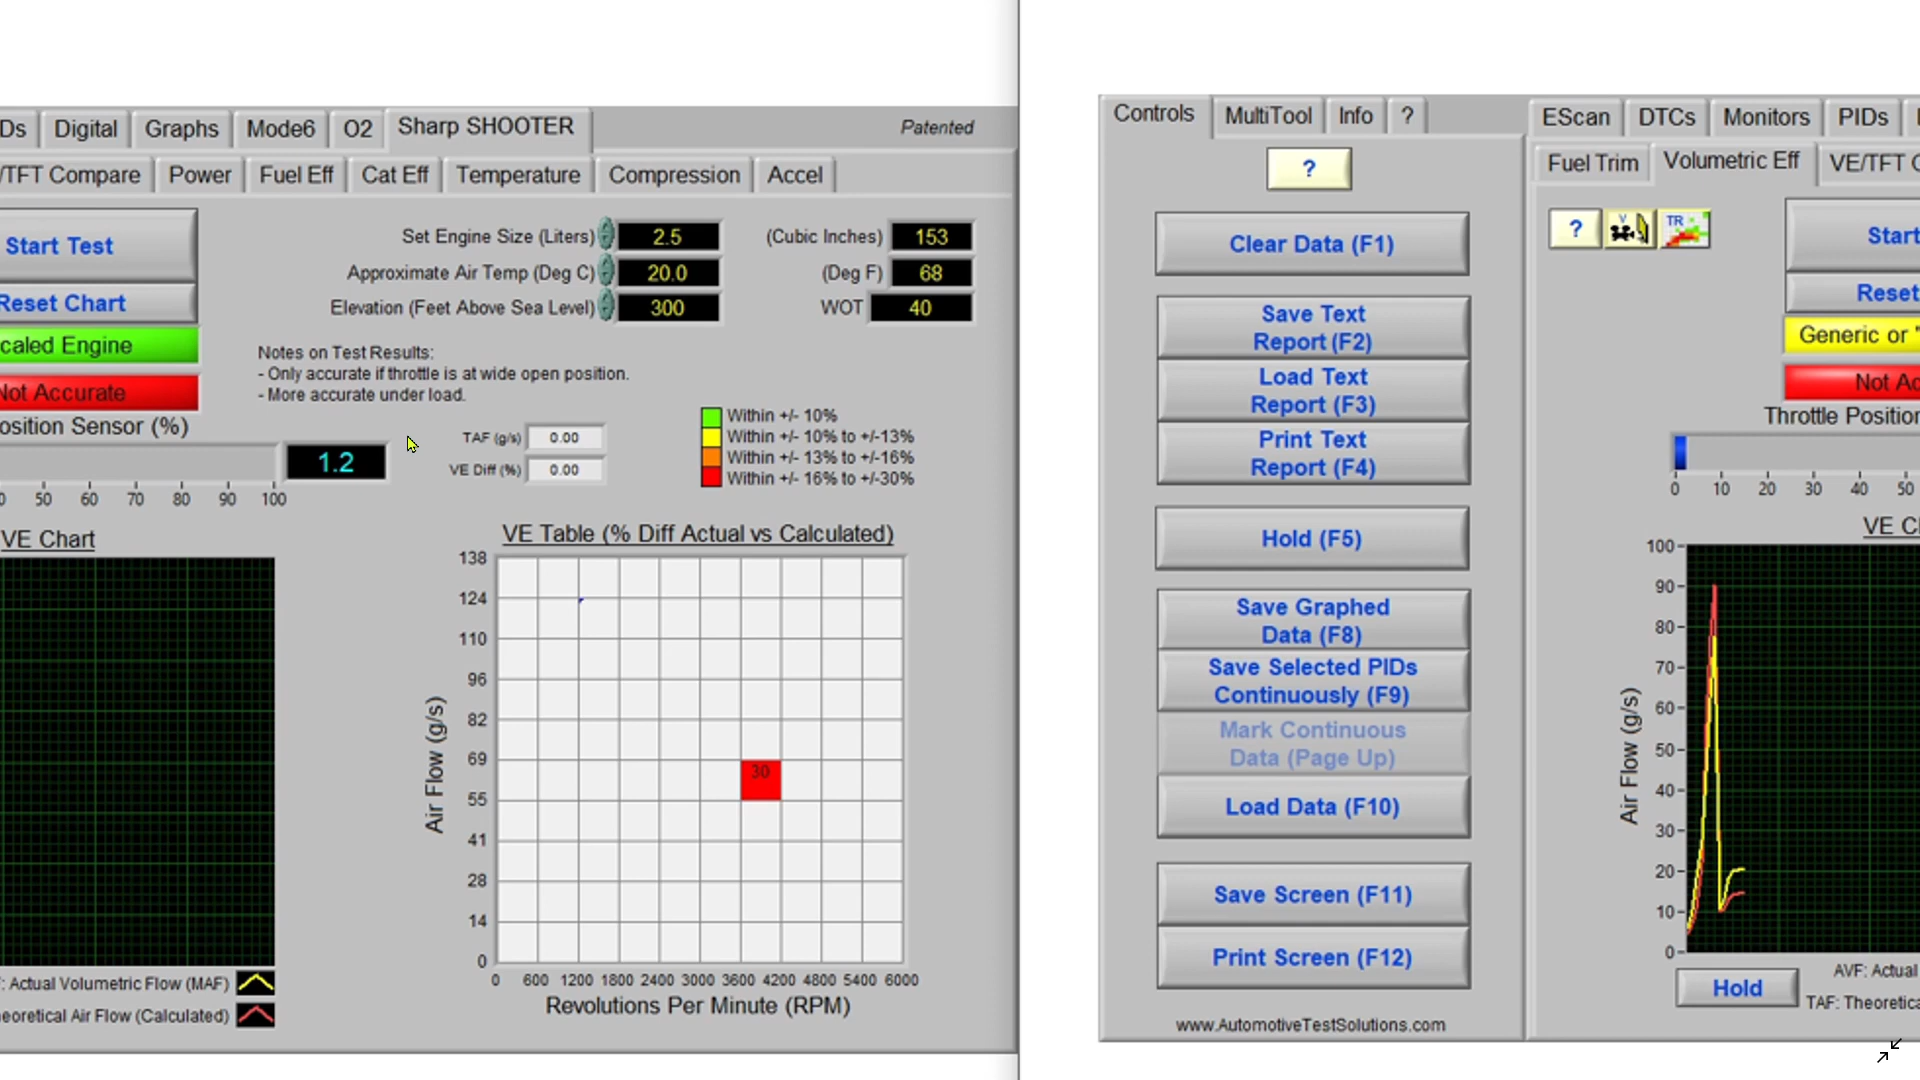 Ds
Digital
Graphs
Mode6
O2
Sharp SHOOTER
Patented
/TFT Compare
Power
Fuel Eff
Cat Eff
Temperature
Compression
Accel
Start Test
Reset Chart
caled Engine
Not Accurate
osition Sensor (%)
1.2
0 50 60 70 80 90 100
Set Engine Size (Liters) 2.5
(Cubic Inches) 153
Approximate Air Temp (Deg C) 20.0
(Deg F) 68
Elevation (Feet Above Sea Level) 300
WOT 40
Notes on Test Results:
- Only accurate if throttle is at wide open position.
- More accurate under load.
TAF (g/s) 0.00
VE Diff (%) 0.00
Within +/- 10%
Within +/- 10% to +/-13%
Within +/- 13% to +/-16%
Within +/- 16% to +/-30%
VE Chart
: Actual Volumetric Flow (MAF)
eoretical Air Flow (Calculated)
VE Table (% Diff Actual vs Calculated)
138
124
110
96
82
69
55
41
28
14
0
Air Flow (g/s)
30
0 600 1200 1800 2400 3000 3600 4200 4800 5400 6000
Revolutions Per Minute (RPM)
Controls
MultiTool
Info
?
?
Clear Data (F1)
Save Text
Report (F2)
Load Text
Report (F3)
Print Text
Report (F4)
Hold (F5)
Save Graphed
Data (F8)
Save Selected PIDs
Continuously (F9)
Mark Continuous
Data (Page Up)
Load Data (F10)
Save Screen (F11)
Print Screen (F12)
www.AutomotiveTestSolutions.com
EScan
DTCs
Monitors
PIDs
Fuel Trim
Volumetric Eff
VE/TFT C
?
V
TR
Start
Reset
Generic or "
Not Ac
Throttle Position
0 10 20 30 40 50
VE C
100
90
80
70
60
50
40
30
20
10
0
Air Flow (g/s)
Hold
AVF: Actual
TAF: Theoretica